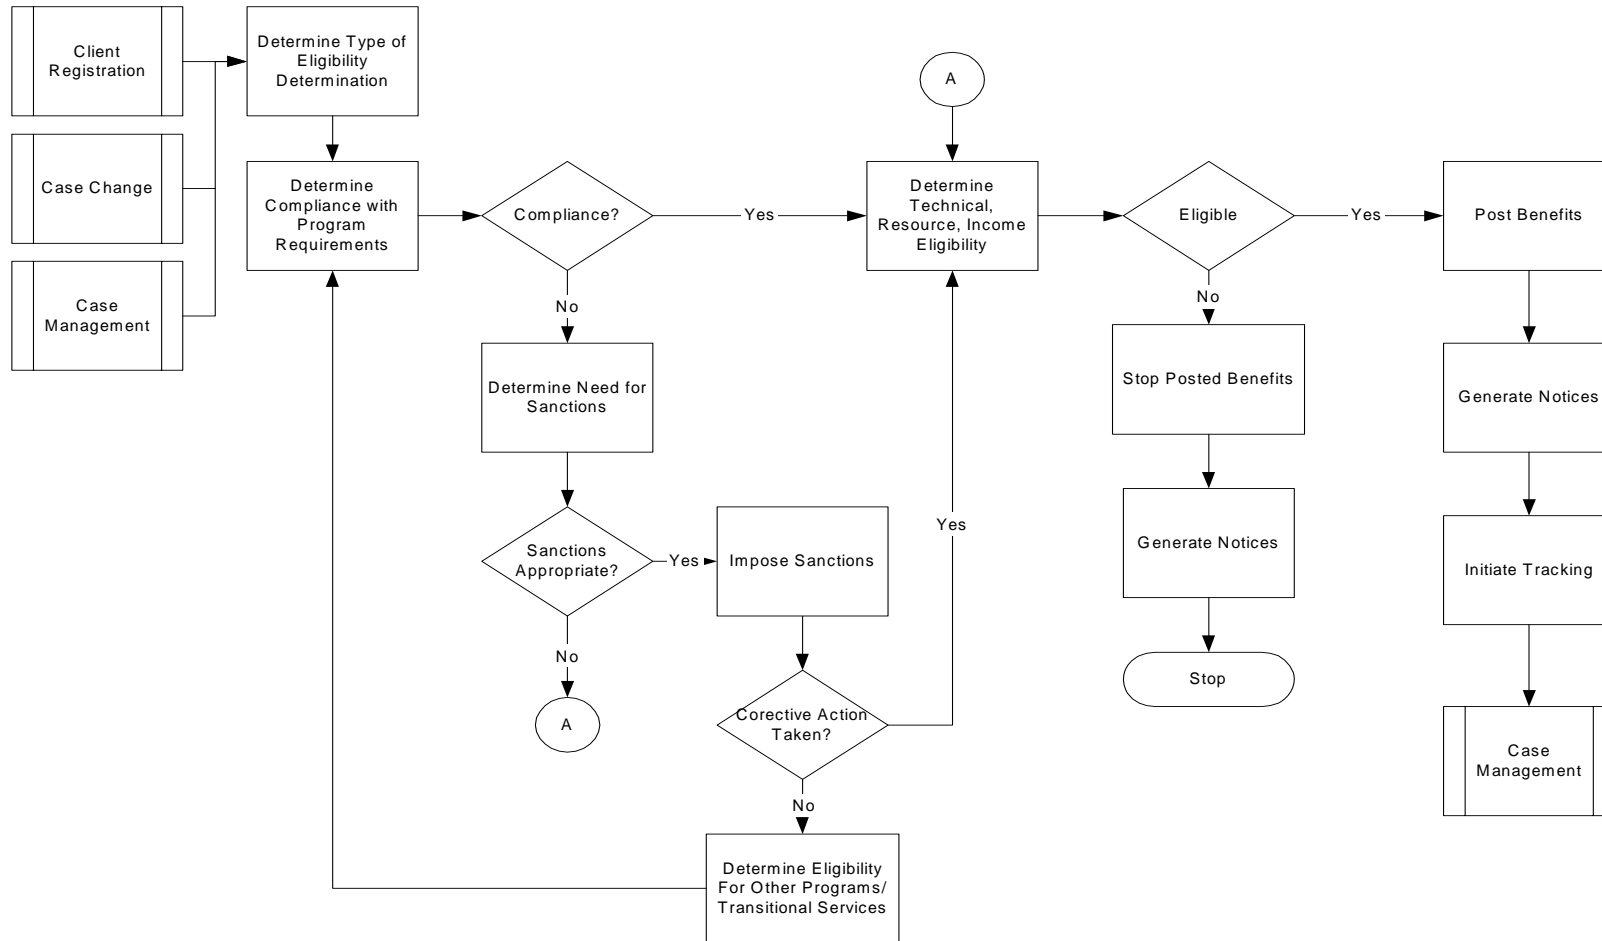 Client
Registration
Determine Type of
Eligibility
Determination
A
Case Change
Determine
Compliance with
Program
Requirements
Compliance?
Yes
Determine
Technical,
Resource, Income
Eligibility
Eligible
Yes
Post Benefits
Case
Management
No
No
Determine Need for
Sanctions
Stop Posted Benefits
Generate Notices
Sanctions
Appropriate?
Yes
Impose Sanctions
Yes
Generate Notices
Initiate Tracking
No
A
Corective Action
Taken?
Stop
Case
Management
No
Determine Eligibility
For Other Programs/
Transitional Services